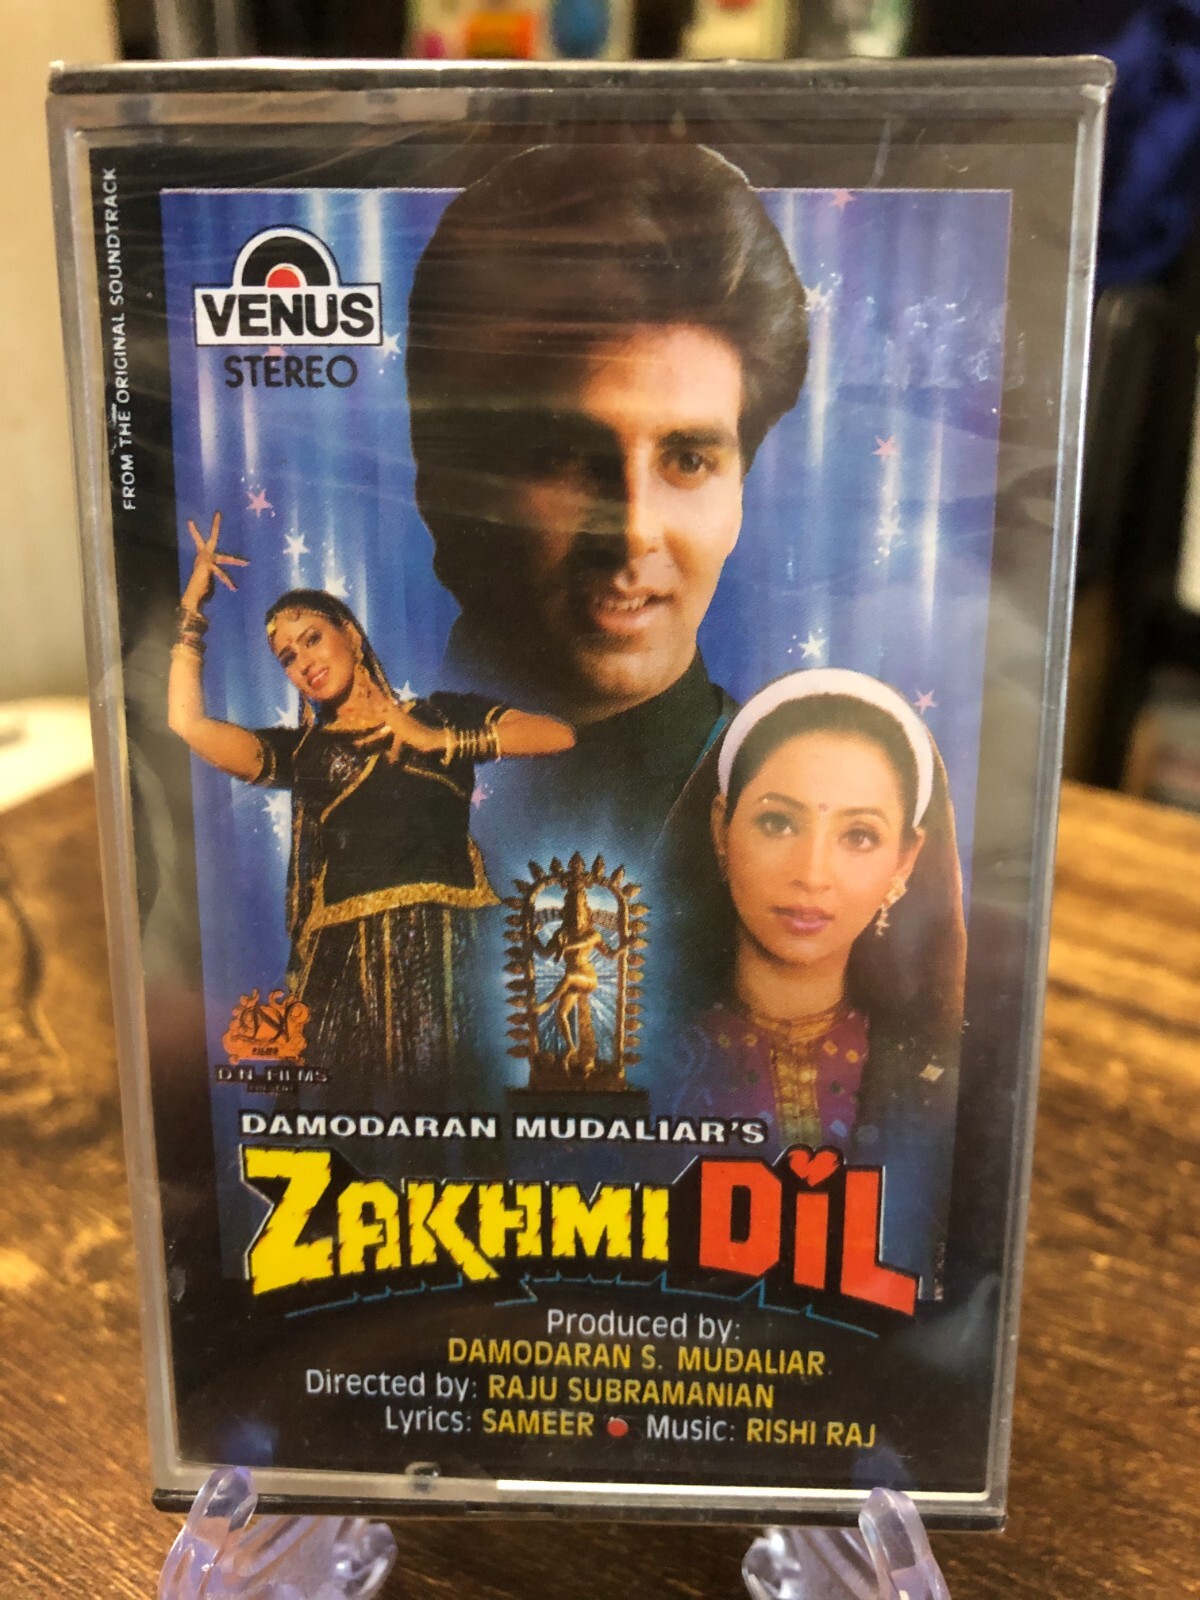 FROM THE ORIGINAL SOUNDTRACK
VENUS
STEREO
D.N. FILMS
DAMODARAN MUDALIAR'S
ZAKHMI DiL
Produced by:
DAMODARAN S. MUDALIAR
Directed by: RAJU SUBRAMANIAN
Lyrics: SAMEER ● Music: RISHI RAJ